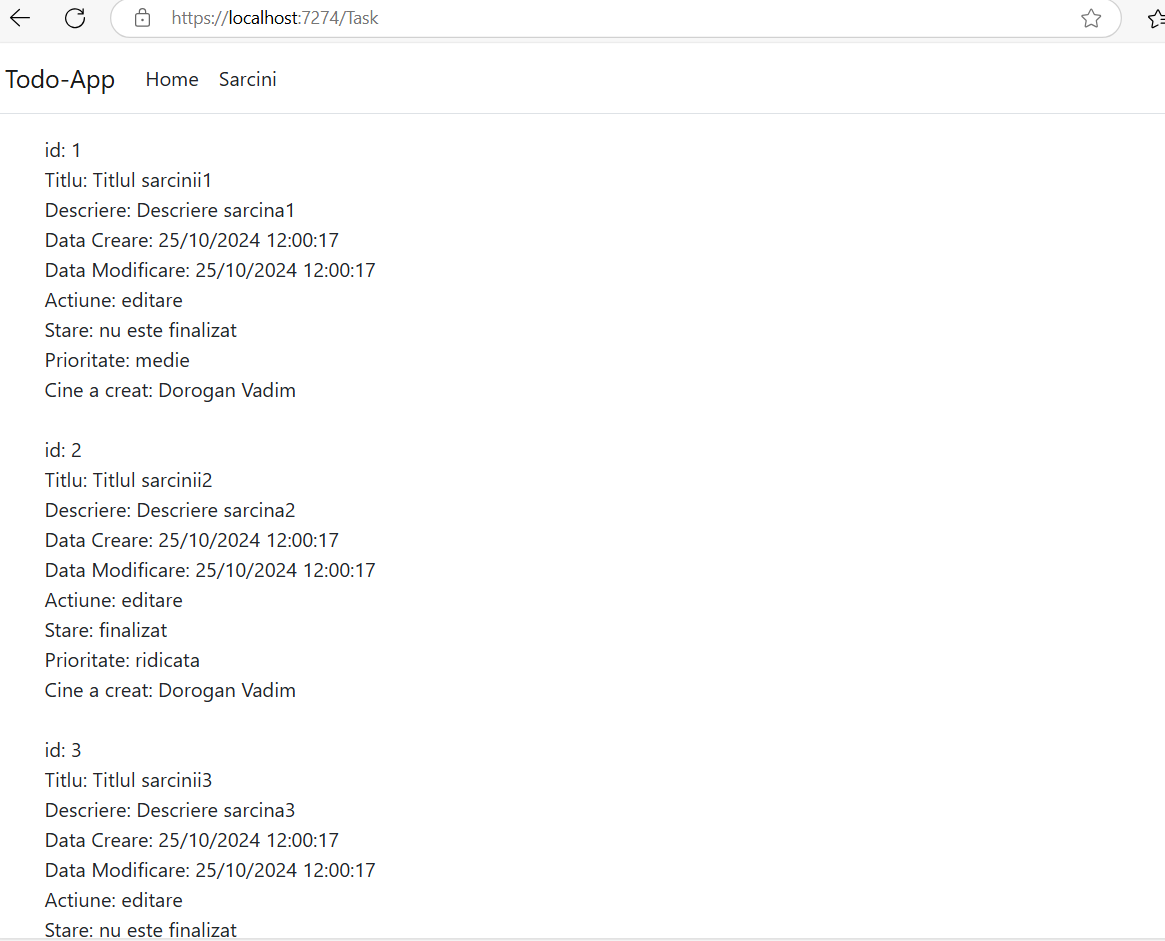 https://localhost:7274/Task
Todo-App Home Sarcini
id: 1
Titlu: Titlul sarcinii1
Descriere: Descriere sarcina1
Data Creare: 25/10/2024 12:00:17
Data Modificare: 25/10/2024 12:00:17
Actiune: editare
Stare: nu este finalizat
Prioritate: medie
Cine a creat: Dorogan Vadim
id: 2
Titlu: Titlul sarcinii2
Descriere: Descriere sarcina2
Data Creare: 25/10/2024 12:00:17
Data Modificare: 25/10/2024 12:00:17
Actiune: editare
Stare: finalizat
Prioritate: ridicata
Cine a creat: Dorogan Vadim
id: 3
Titlu: Titlul sarcinii3
Descriere: Descriere sarcina3
Data Creare: 25/10/2024 12:00:17
Data Modificare: 25/10/2024 12:00:17
Actiune: editare
Stare: nu este finalizat